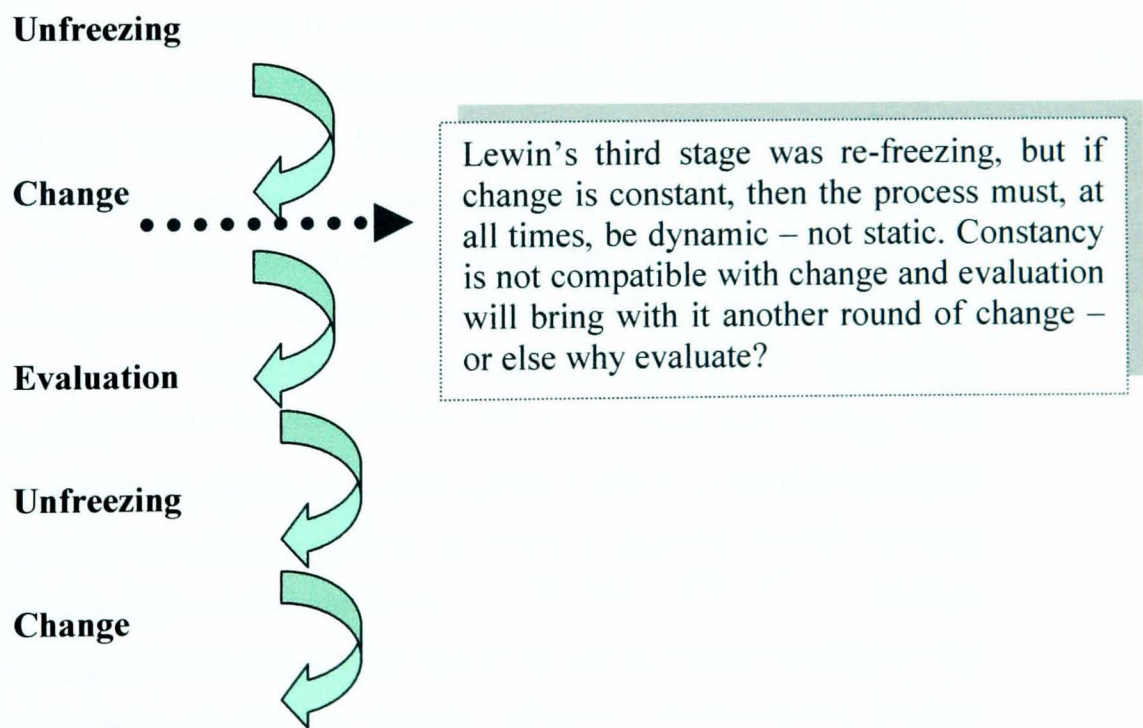 Unfreezing
Change
Lewin’s third stage was re-freezing, but if
change is constant, then the process must, at
all times, be dynamic – not static. Constancy
is not compatible with change and evaluation
will bring with it another round of change –
or else why evaluate?
Evaluation
Unfreezing
Change